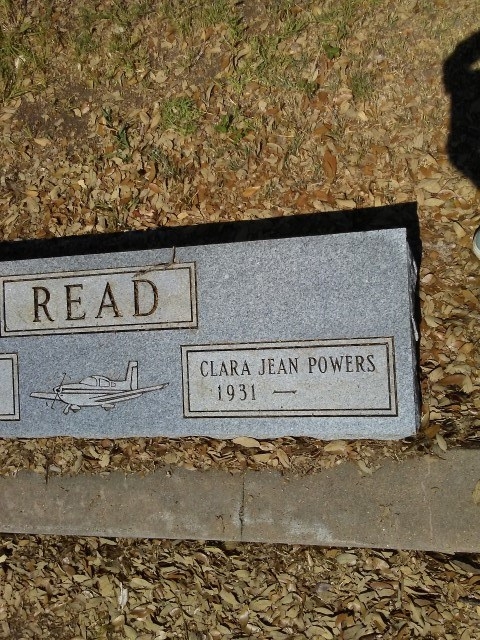 READ
CLARA JEAN POWERS
1931 —